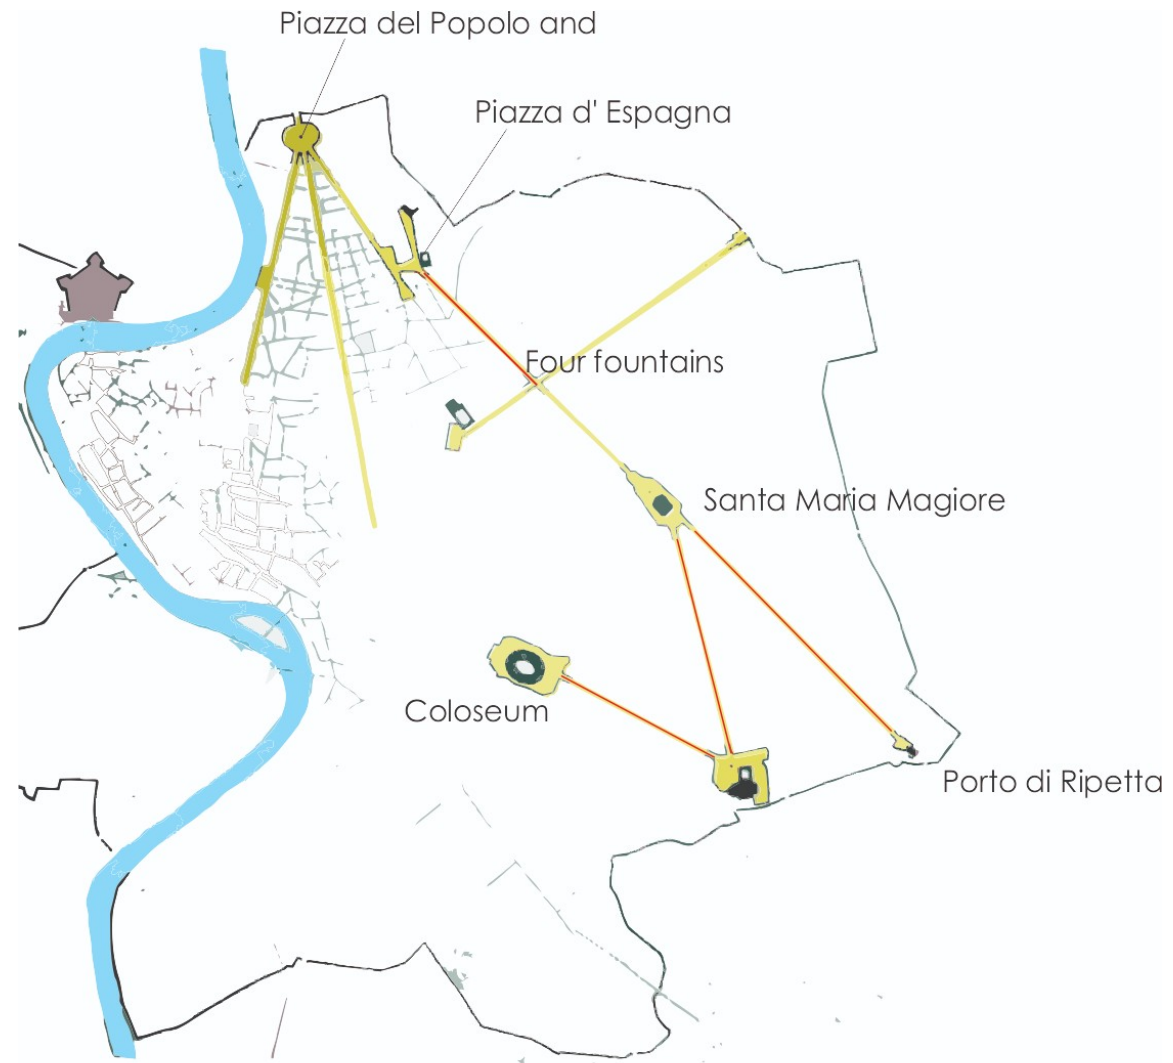 Piazza del Popolo and
Piazza d' Espagna
Four fountains
Santa Maria Magiore
Coloseum
Porto di Ripetta